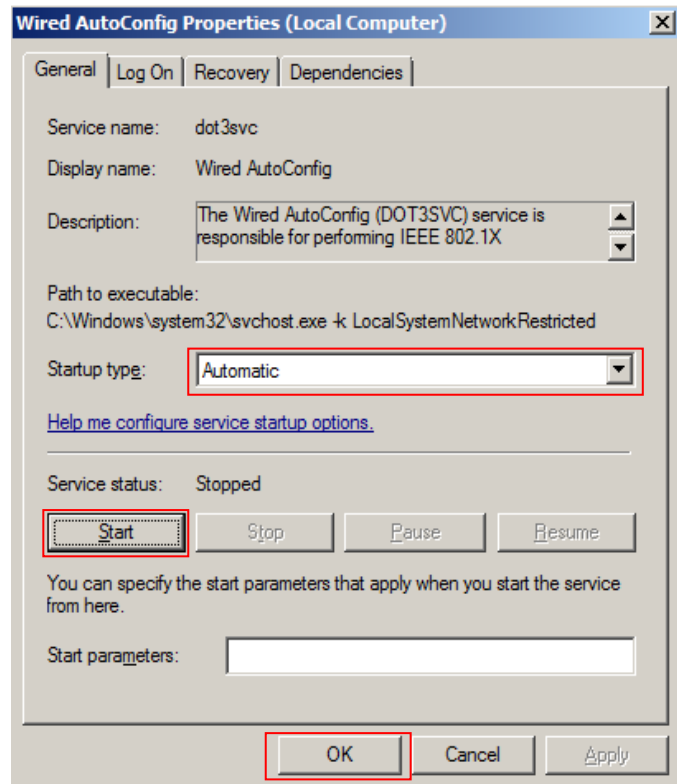 Wired AutoConfig Properties (Local Computer)
General Log On Recovery Dependencies
Service name: dot3svc
Display name: Wired AutoConfig
Description: The Wired AutoConfig (DOT3SVC) service is
responsible for performing IEEE 802.1X
Path to executable:
C:\Windows\system32\svchost.exe -k LocalSystemNetworkRestricted
Startup type: Automatic
Help me configure service startup options.
Service status: Stopped
Start Stop Pause Resume
You can specify the start parameters that apply when you start the service
from here.
Start parameters:
OK Cancel Apply